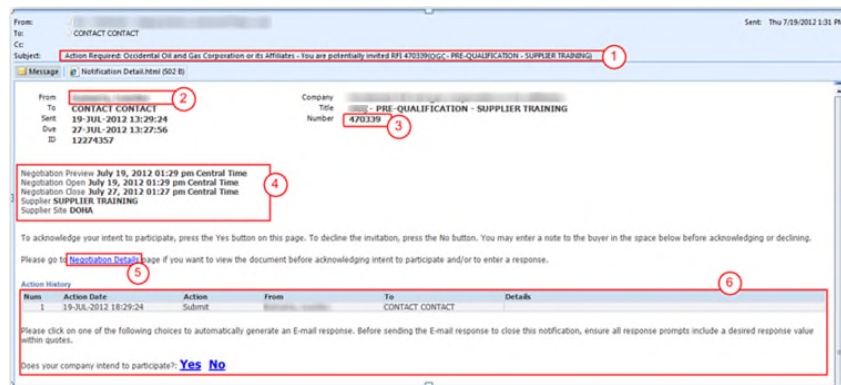 From:
Sent: Thu 7/19/2012 1:31 PM
To: CONTACT CONTACT
Cc:
Subject: Action Required: Occidental Oil and Gas Corporation or its Affiliates - You are potentially invited RFI 470339(OGC - PRE-QUALIFICATION - SUPPLIER TRAINING)
1
Message Notification Detail.html (502 B)
From
2
Company
To CONTACT CONTACT
Title - PRE-QUALIFICATION - SUPPLIER TRAINING
Sent 19-JUL-2012 13:29:24
Number 470339
3
Due 27-JUL-2012 13:27:56
ID 12274357
Negotiation Preview July 19, 2012 01:29 pm Central Time
Negotiation Open July 19, 2012 01:29 pm Central Time
Negotiation Close July 27, 2012 01:27 pm Central Time
Supplier SUPPLIER TRAINING
Supplier Site DOHA
4
To acknowledge your intent to participate, press the Yes button on this page. To decline the invitation, press the No button. You may enter a note to the buyer in the space below before acknowledging or declining.
Please go to Negotiation Details page if you want to view the document before acknowledging intent to participate and/or to enter a response.
5
6
Action History
Num Action Date Action From To Details
1 19-JUL-2012 18:29:24 Submit CONTACT CONTACT
Please click on one of the following choices to automatically generate an E-mail response. Before sending the E-mail response to close this notification, ensure all response prompts include a desired response value
within quotes.
Does your company intend to participate?: Yes No